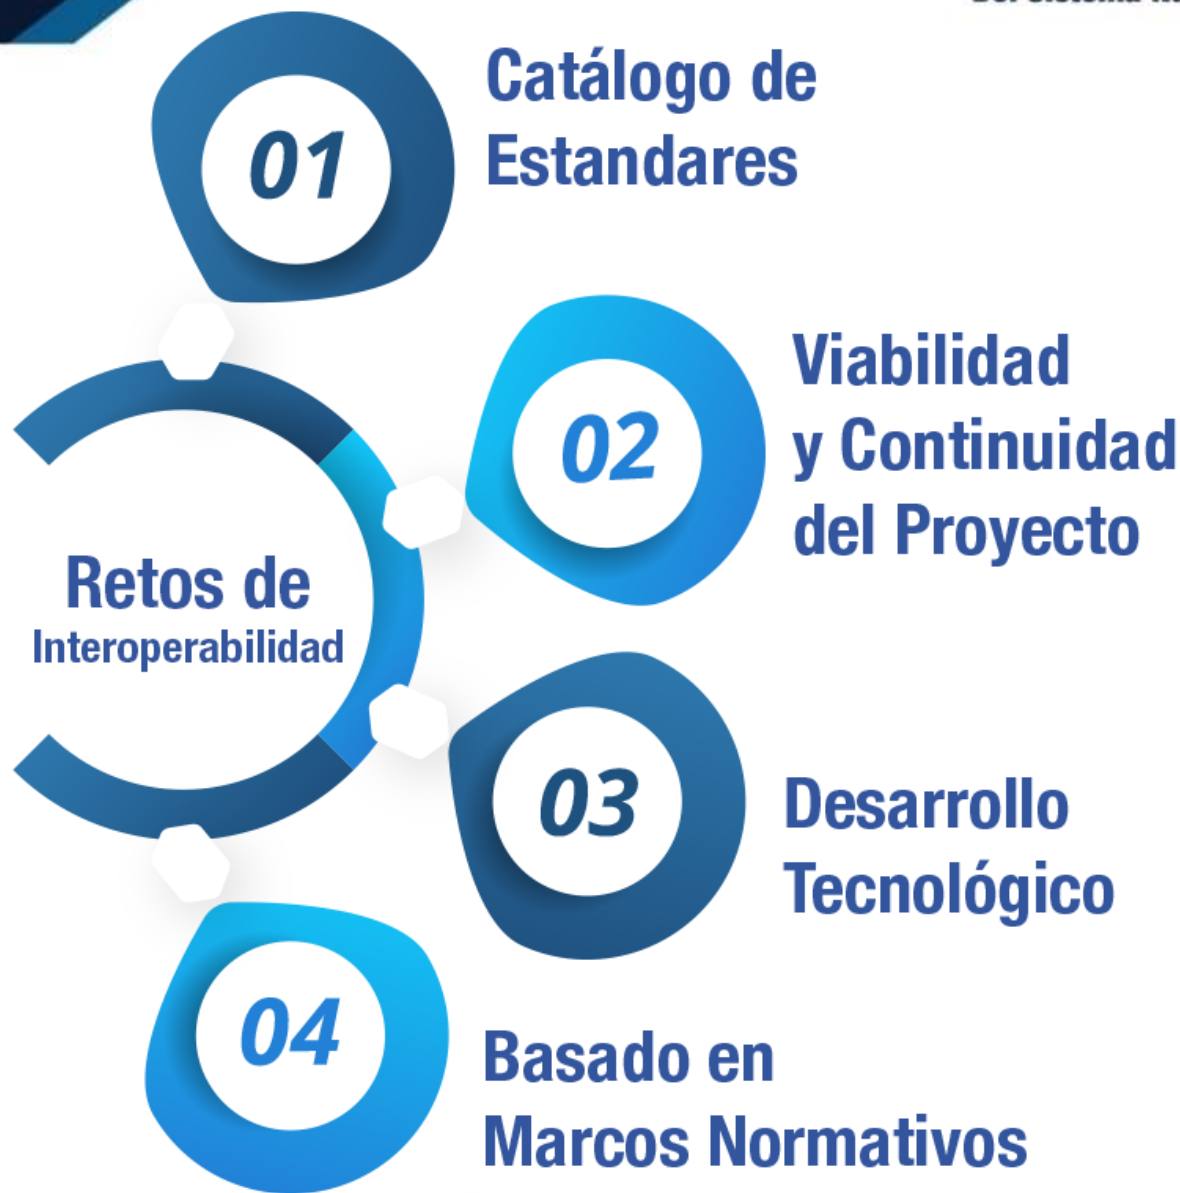 01
Catálogo de
Estandares
02
Viabilidad
y Continuidad
del Proyecto
Retos de
Interoperabilidad
03
Desarrollo
Tecnológico
04
Basado en
Marcos Normativos